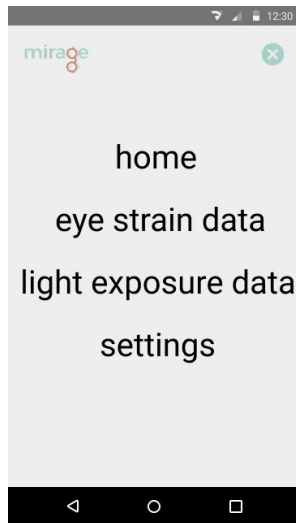 12:30
mirage
home
eye strain data
light exposure data
settings